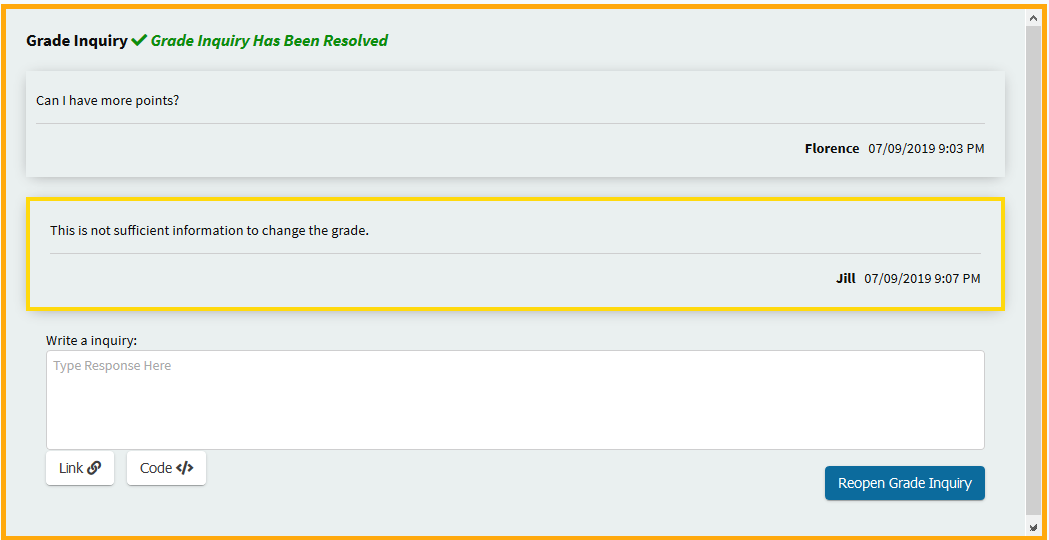 Grade Inquiry Grade Inquiry Has Been Resolved
Can I have more points?
Florence 07/09/2019 9:03 PM
This is not sufficient information to change the grade.
Jill 07/09/2019 9:07 PM
Write a inquiry:
Type Response Here
Link
Code </>
Reopen Grade Inquiry